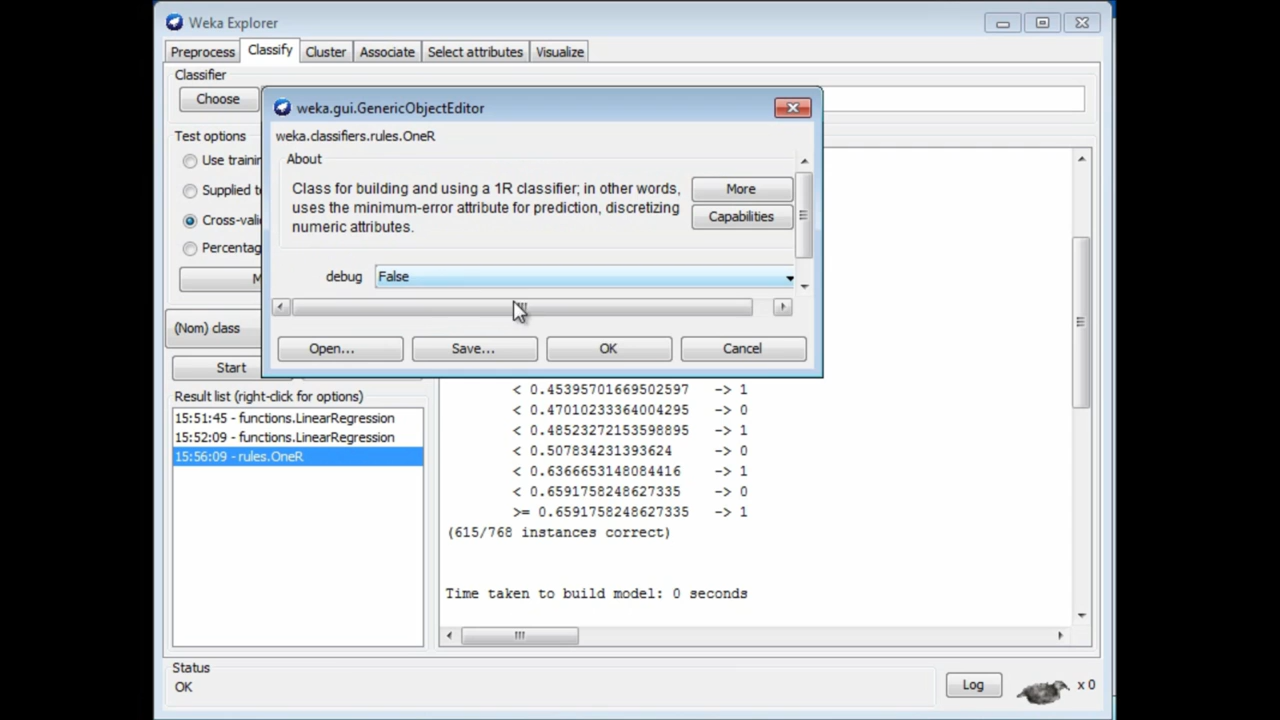 Weka Explorer
Preprocess Classify Cluster Associate Select attributes Visualize
Classifier
Choose
weka.gui.GenericObjectEditor
weka.classifiers.rules.OneR
About
Class for building and using a 1R classifier; in other words,
uses the minimum-error attribute for prediction, discretizing
numeric attributes.
More
Capabilities
debug False
Open... Save... OK Cancel
Test options
Use trainin
Supplied te
Cross-valid
Percentag
M
(Nom) class
Start
Result list (right-click for options)
15:51:45 - functions.LinearRegression
15:52:09 - functions.LinearRegression
15:56:09 - rules.OneR
< 0.45395701669502597 -> 1
< 0.47010233364004295 -> 0
< 0.48523272153598895 -> 1
< 0.507834231393624 -> 0
< 0.6366653148084416 -> 1
< 0.6591758248627335 -> 0
>= 0.6591758248627335 -> 1
(615/768 instances correct)
Time taken to build model: 0 seconds
Status
OK
Log
x 0